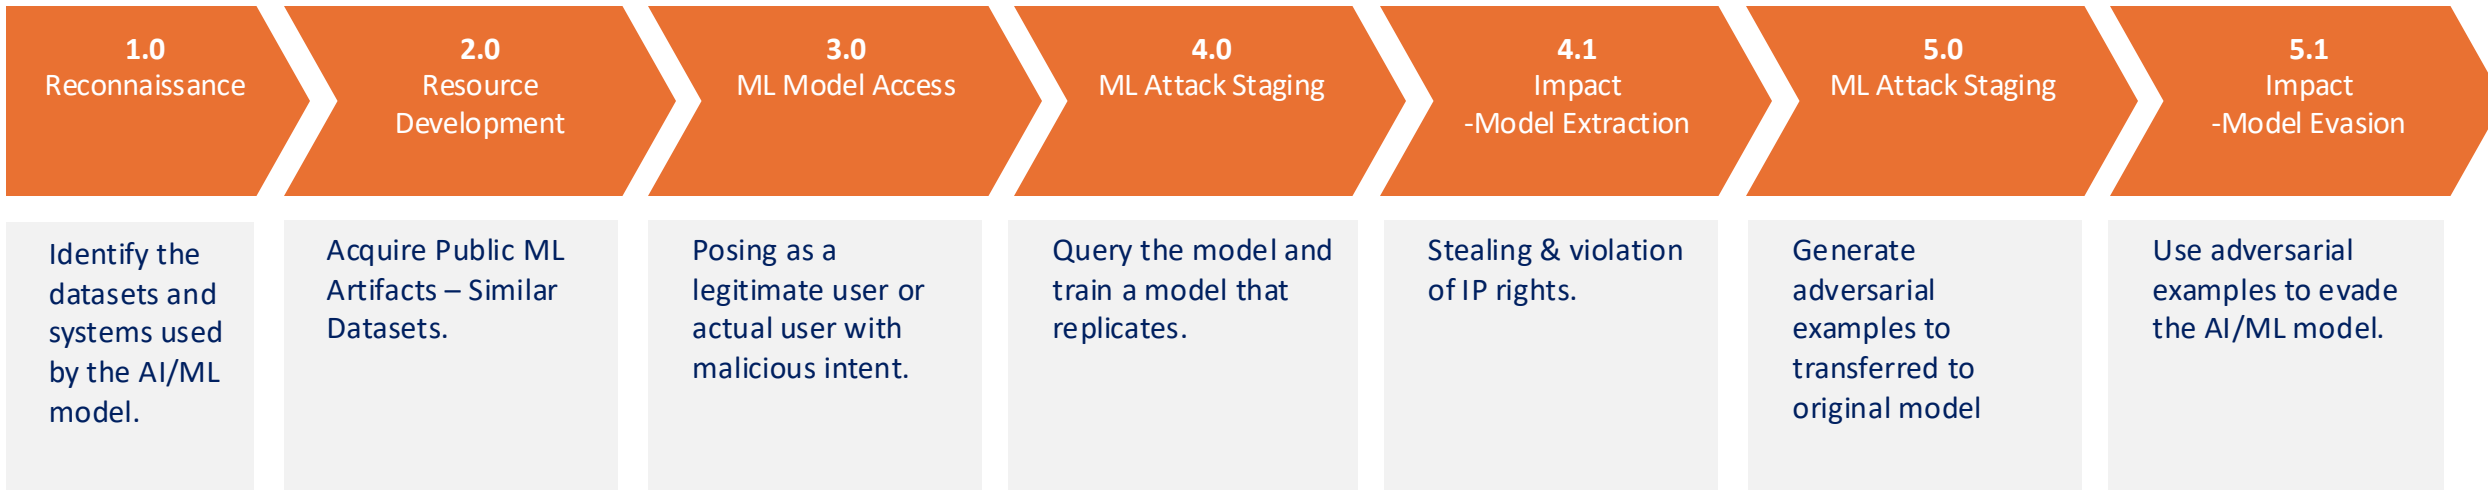 1.0
Reconnaissance
2.0
Resource
Development
3.0
ML Model Access
4.0
ML Attack Staging
4.1
Impact
-Model Extraction
5.0
ML Attack Staging
5.1
Impact
-Model Evasion
Identify the
datasets and
systems used
by the AI/ML
model.
Acquire Public ML
Artifacts – Similar
Datasets.
Posing as a
legitimate user or
actual user with
malicious intent.
Query the model and
train a model that
replicates.
Stealing & violation
of IP rights.
Generate
adversarial
examples to
transferred to
original model
Use adversarial
examples to evade
the AI/ML model.